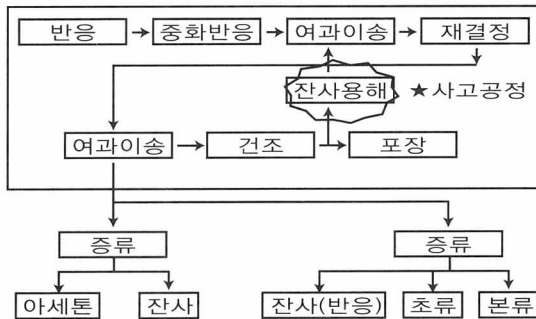 반응 중화반응 여과이송 재결정
잔사용해 ★사고공정
여과이송 건조 포장
증류 증류
아세톤 잔사 잔사(반응) 초류 본류